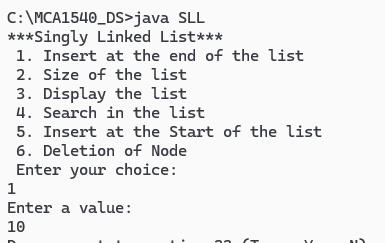 C:\MCA1540_DS>java SLL
***Singly Linked List***
1. Insert at the end of the list
2. Size of the list
3. Display the list
4. Search in the list
5. Insert at the Start of the list
6. Deletion of Node
Enter your choice:
1
Enter a value:
10